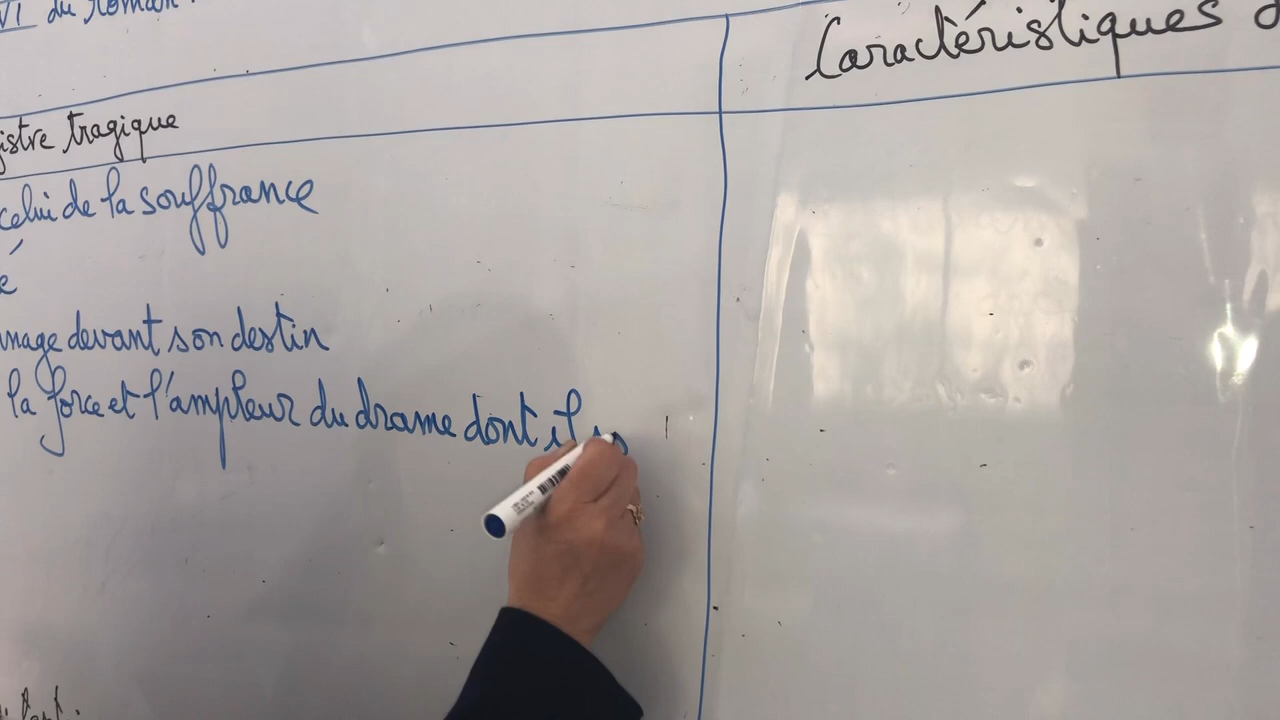 VI du roman
Caractéristiques d
istre tragique
celui de la souffrance
é
nnage devant son destin
la force et l'ampleur du drame dont il